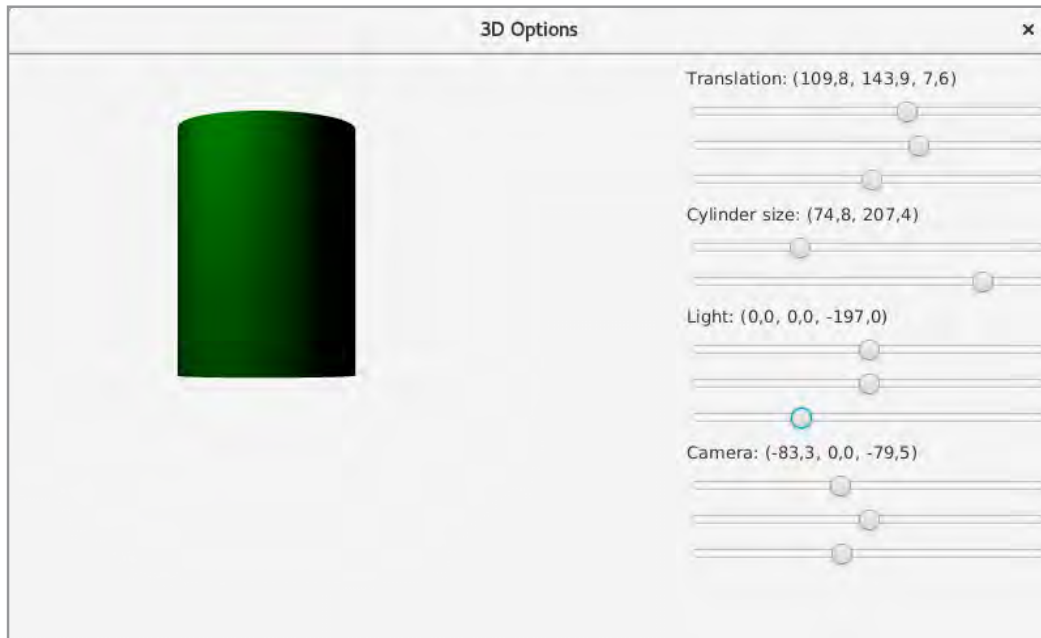 3D Options
×
Translation: (109,8, 143,9, 7,6)
Cylinder size: (74,8, 207,4)
Light: (0,0, 0,0, -197,0)
Camera: (-83,3, 0,0, -79,5)